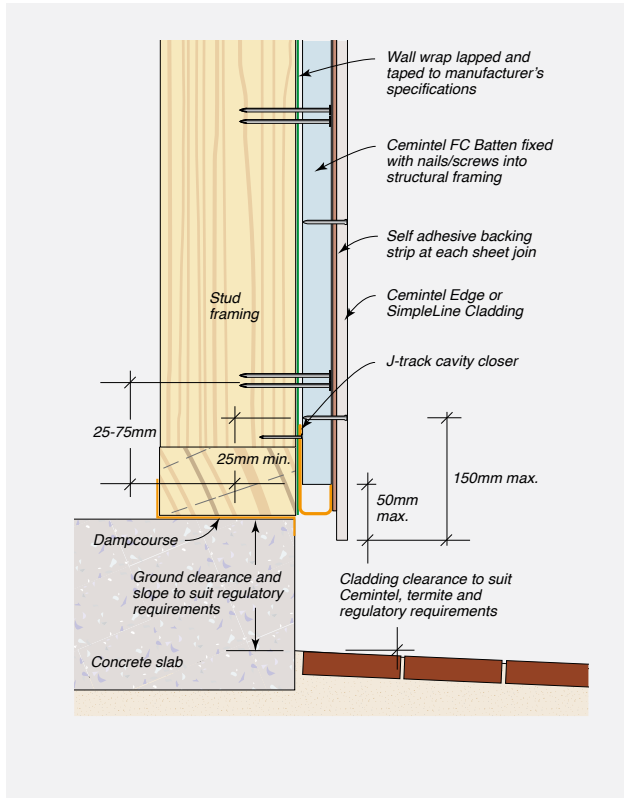 Wall wrap lapped and
taped to manufacturer's
specifications
Cemintel FC Batten fixed
with nails/screws into
structural framing
Self adhesive backing
strip at each sheet join
Stud
framing
Cemintel Edge or
SimpleLine Cladding
J-track cavity closer
25-75mm
25mm min.
150mm max.
50mm
max.
Dampcourse
Ground clearance and
slope to suit regulatory
requirements
Cladding clearance to suit
Cemintel, termite and
regulatory requirements
Concrete slab